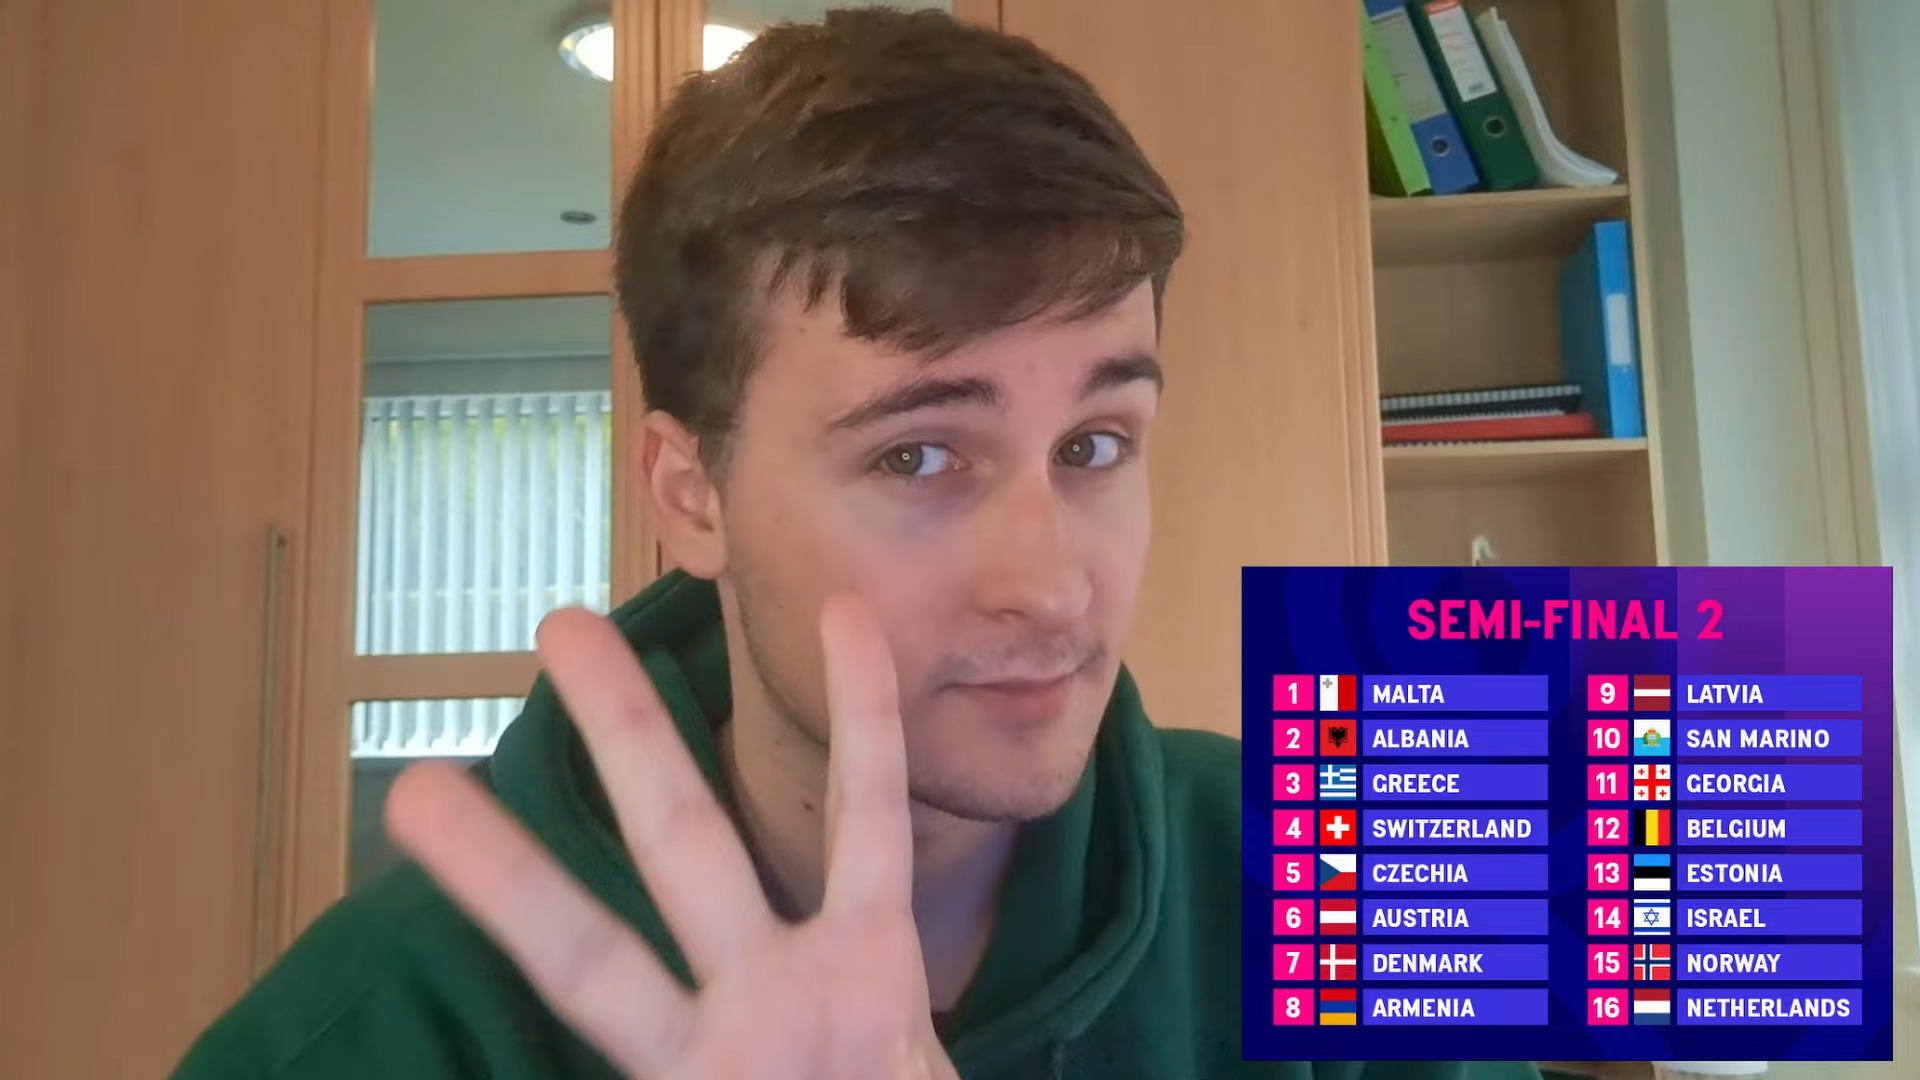 SEMI-FINAL 2
1 MALTA
2 ALBANIA
3 GREECE
4 SWITZERLAND
5 CZECHIA
6 AUSTRIA
7 DENMARK
8 ARMENIA
9 LATVIA
10 SAN MARINO
11 GEORGIA
12 BELGIUM
13 ESTONIA
14 ISRAEL
15 NORWAY
16 NETHERLANDS